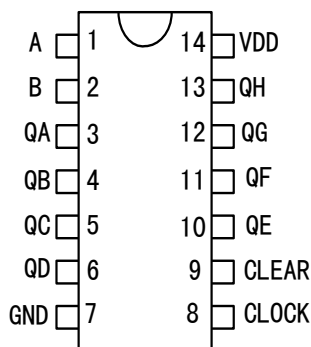 A 1 14 VDD
B 2 13 QH
QA 3 12 QG
QB 4 11 QF
QC 5 10 QE
QD 6 9 CLEAR
GND 7 8 CLOCK